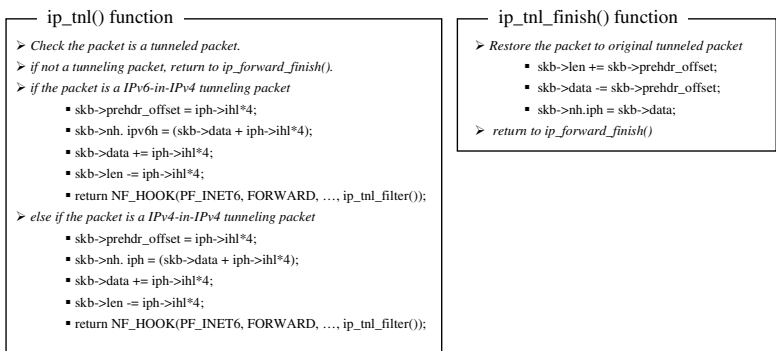 ip_tnl() function
➢ Check the packet is a tunneled packet.
➢ if not a tunneling packet, return to ip_forward_finish().
➢ if the packet is a IPv6-in-IPv4 tunneling packet
▪ skb->prehdr_offset = iph->ihl*4;
▪ skb->nh. ipv6h = (skb->data + iph->ihl*4);
▪ skb->data += iph->ihl*4;
▪ skb->len -= iph->ihl*4;
▪ return NF_HOOK(PF_INET6, FORWARD, …, ip_tnl_filter());
➢ else if the packet is a IPv4-in-IPv4 tunneling packet
▪ skb->prehdr_offset = iph->ihl*4;
▪ skb->nh. iph = (skb->data + iph->ihl*4);
▪ skb->data += iph->ihl*4;
▪ skb->len -= iph->ihl*4;
▪ return NF_HOOK(PF_INET6, FORWARD, …, ip_tnl_filter());
ip_tnl_finish() function
➢ Restore the packet to original tunneled packet
▪ skb->len += skb->prehdr_offset;
▪ skb->data -= skb->prehdr_offset;
▪ skb->nh.iph = skb->data;
➢ return to ip_forward_finish()